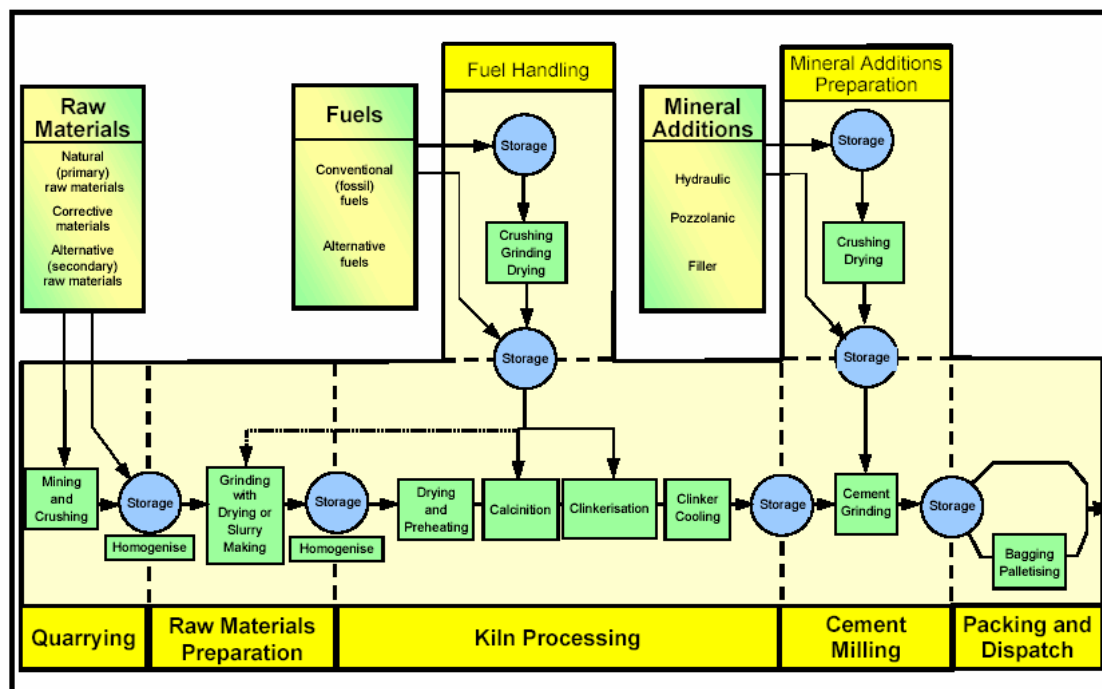 Fuel Handling
Mineral Additions
Preparation
Raw
Materials
Natural
(primary)
raw materials
Corrective
materials
Alternative
(secondary)
raw materials
Fuels
Conventional
(fossil)
fuels
Alternative
fuels
Storage
Crushing
Grinding
Drying
Storage
Mineral
Additions
Hydraulic
Pozzolanic
Filler
Storage
Crushing
Drying
Storage
Mining
and
Crushing
Storage
Homogenise
Grinding
with
Drying or
Slurry
Making
Storage
Homogenise
Drying
and
Preheating
Calcinition
Clinkerisation
Clinker
Cooling
Storage
Cement
Grinding
Storage
Bagging
Palletising
Quarrying
Raw Materials
Preparation
Kiln Processing
Cement
Milling
Packing and
Dispatch